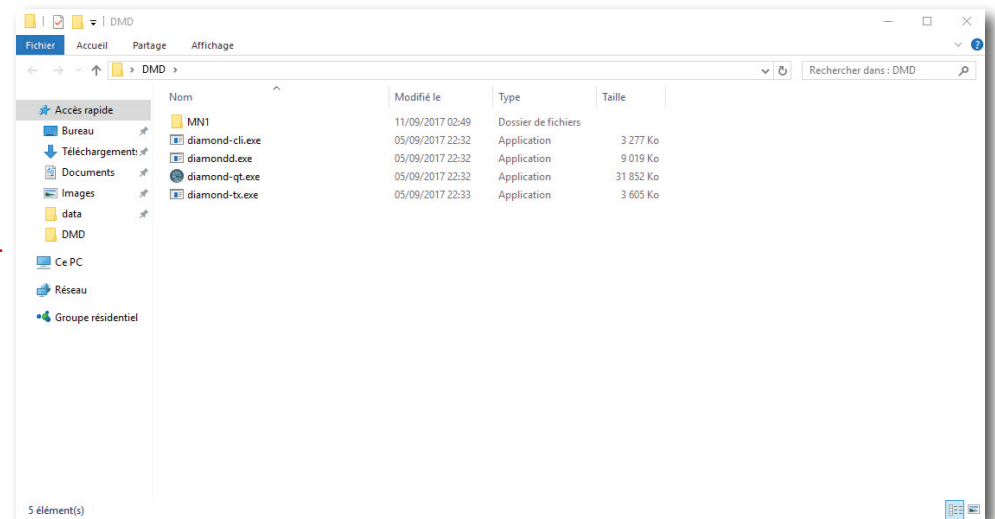 DMD
Fichier Accueil Partage Affichage
DMD Rechercher dans : DMD
Nom Modifié le Type Taille
Accès rapide
Bureau
Téléchargements
Documents
Images
data
DMD
Ce PC
Réseau
Groupe résidentiel
MN1 11/09/2017 02:49 Dossier de fichiers
diamond-cli.exe 05/09/2017 22:32 Application 3 277 Ko
diamondd.exe 05/09/2017 22:32 Application 9 019 Ko
diamond-qt.exe 05/09/2017 22:32 Application 31 852 Ko
diamond-tx.exe 05/09/2017 22:33 Application 3 605 Ko
5 élément(s)